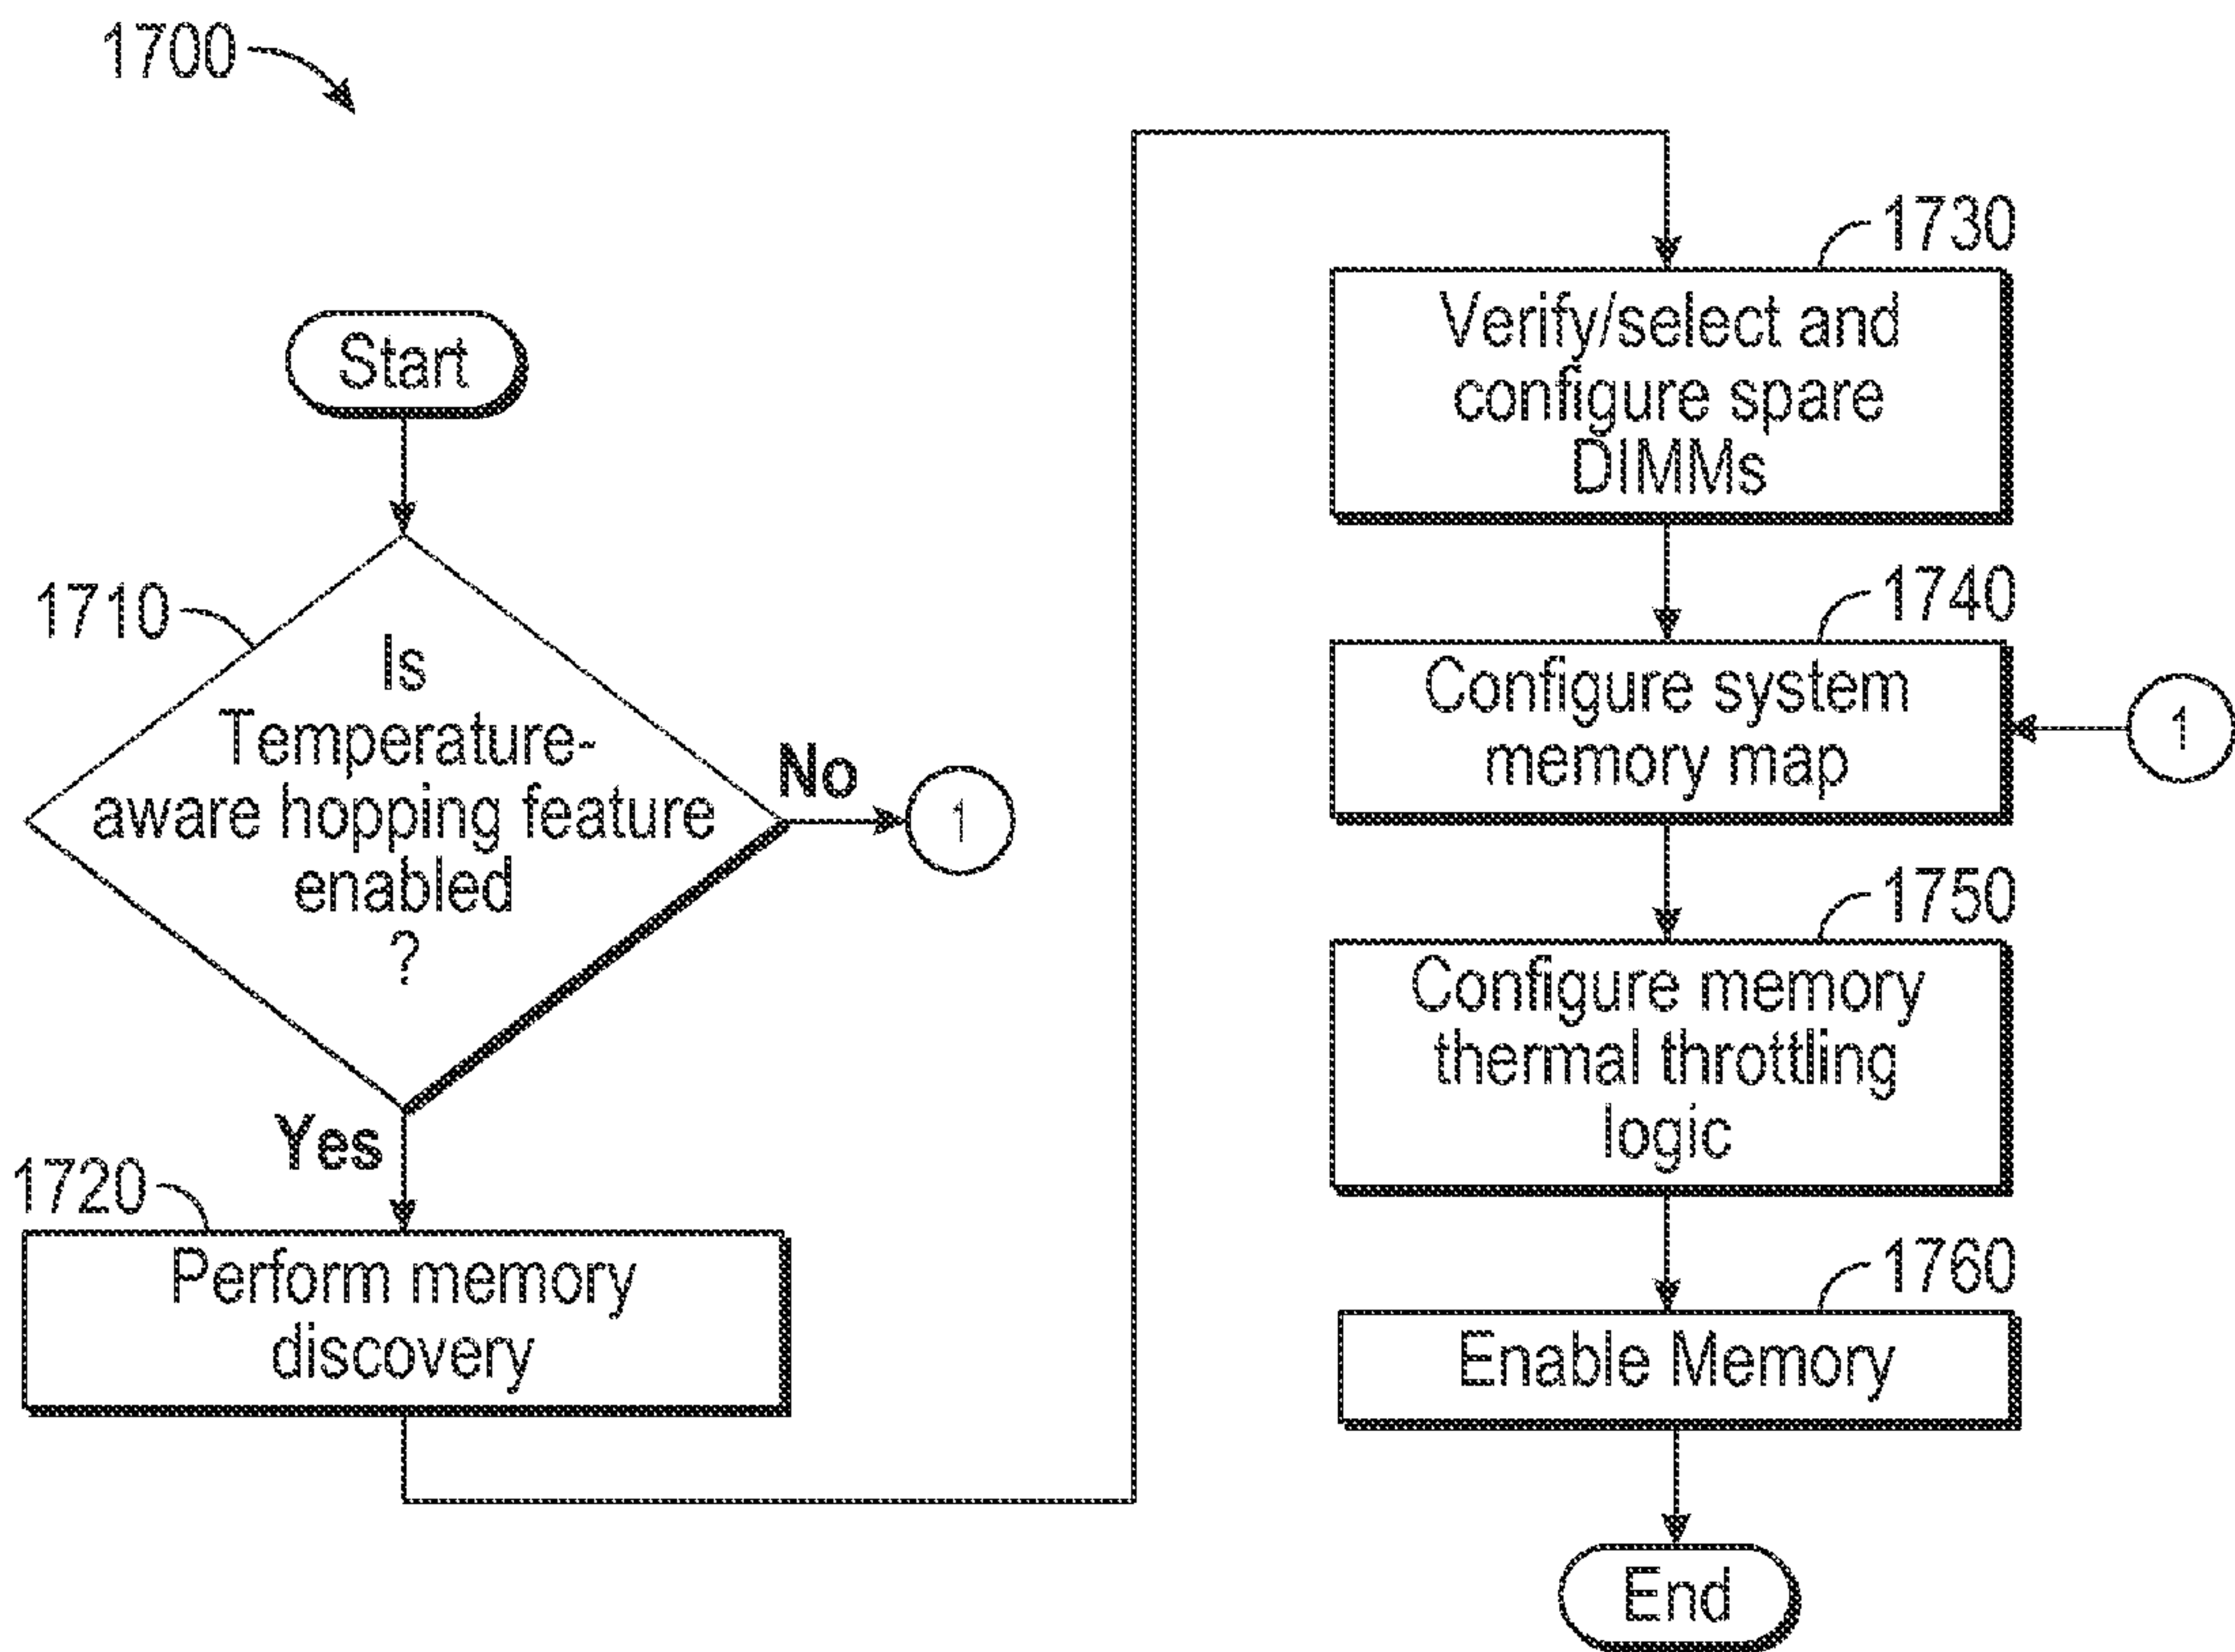 1700
Start
1710
Is
Temperature-
aware hopping feature
enabled
?
No
1
Yes
1720
Perform memory
discovery
1730
Verify/select and
configure spare
DIMMs
1740
Configure system
memory map
1
1750
Configure memory
thermal throttling
logic
1760
Enable Memory
End